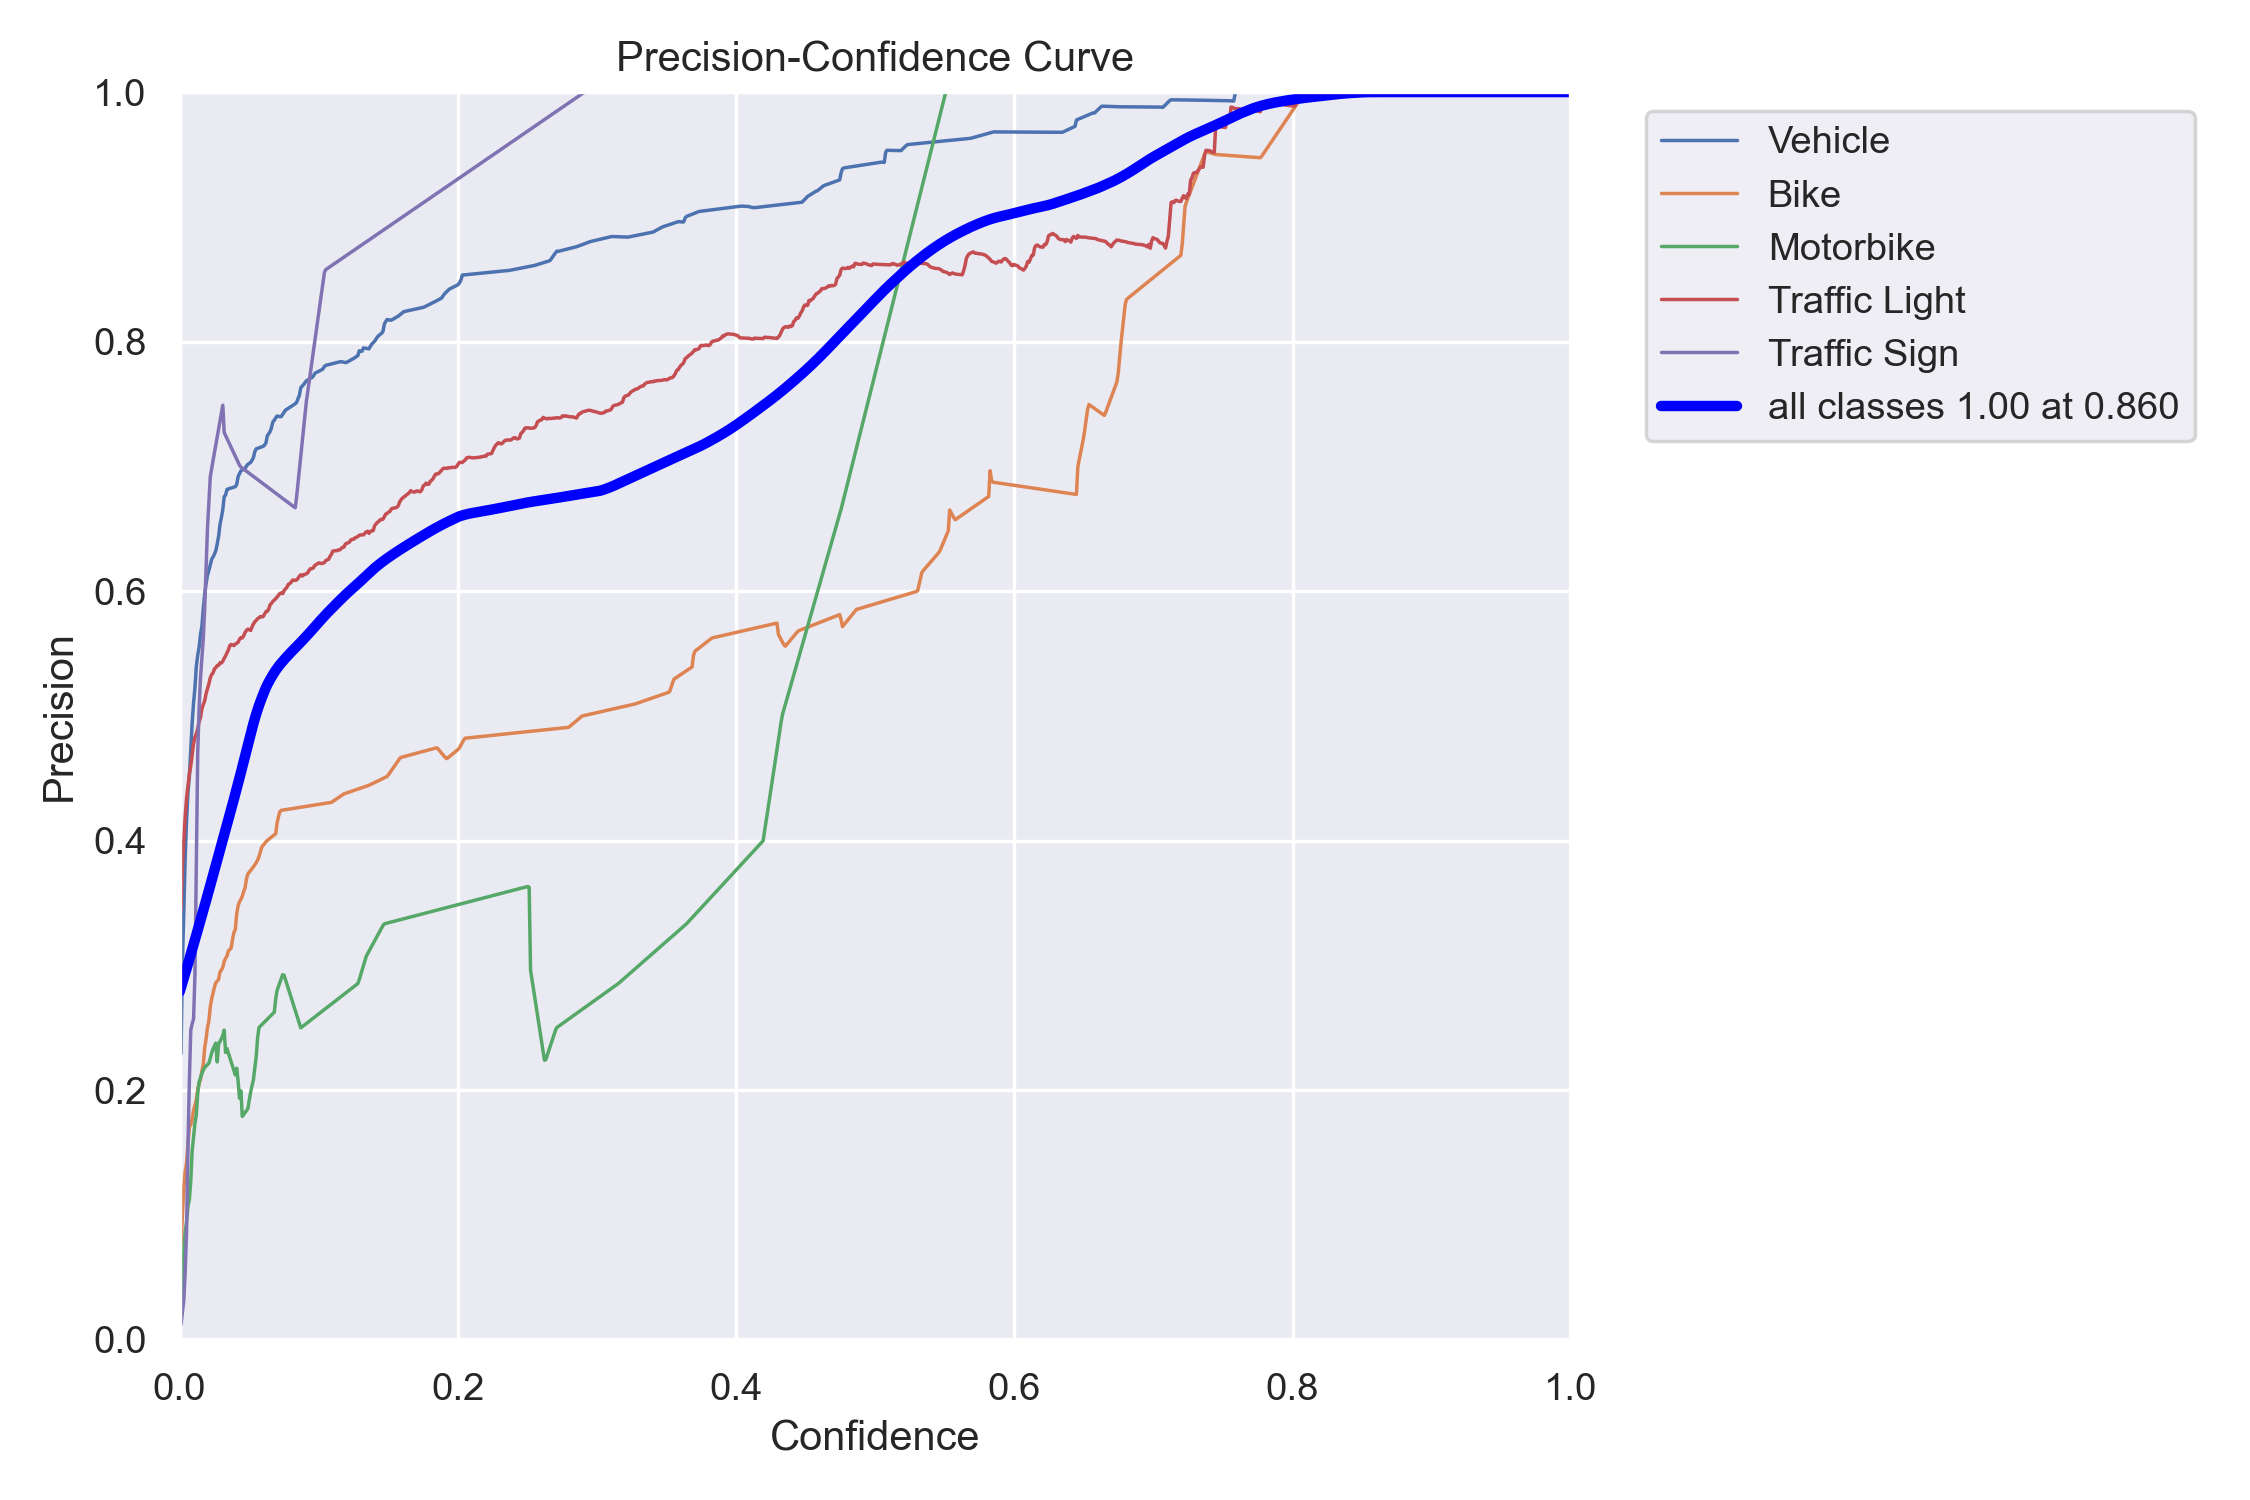 Precision-Confidence Curve
1.0
0.8
0.6
0.4
0.2
0.0
Precision
0.0 0.2 0.4 0.6 0.8 1.0
Confidence
Vehicle
Bike
Motorbike
Traffic Light
Traffic Sign
all classes 1.00 at 0.860